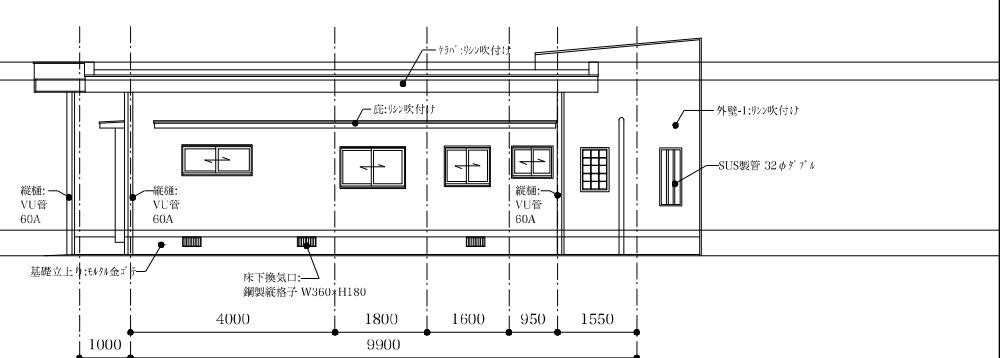 ｹﾗﾊﾞ:ﾘｼﾝ吹付け
庇:ﾘｼﾝ吹付け
外壁-1:ﾘｼﾝ吹付け
SUS製管 32φﾀﾞﾌﾞﾙ
縦樋:
VU管
60A
縦樋:
VU管
60A
縦樋:
VU管
60A
基礎立上り:ﾓﾙﾀﾙ金ｺﾞﾃ
床下換気口:
鋼製縦格子 W360*H180
4000
1800
1600
950
1550
1000
9900